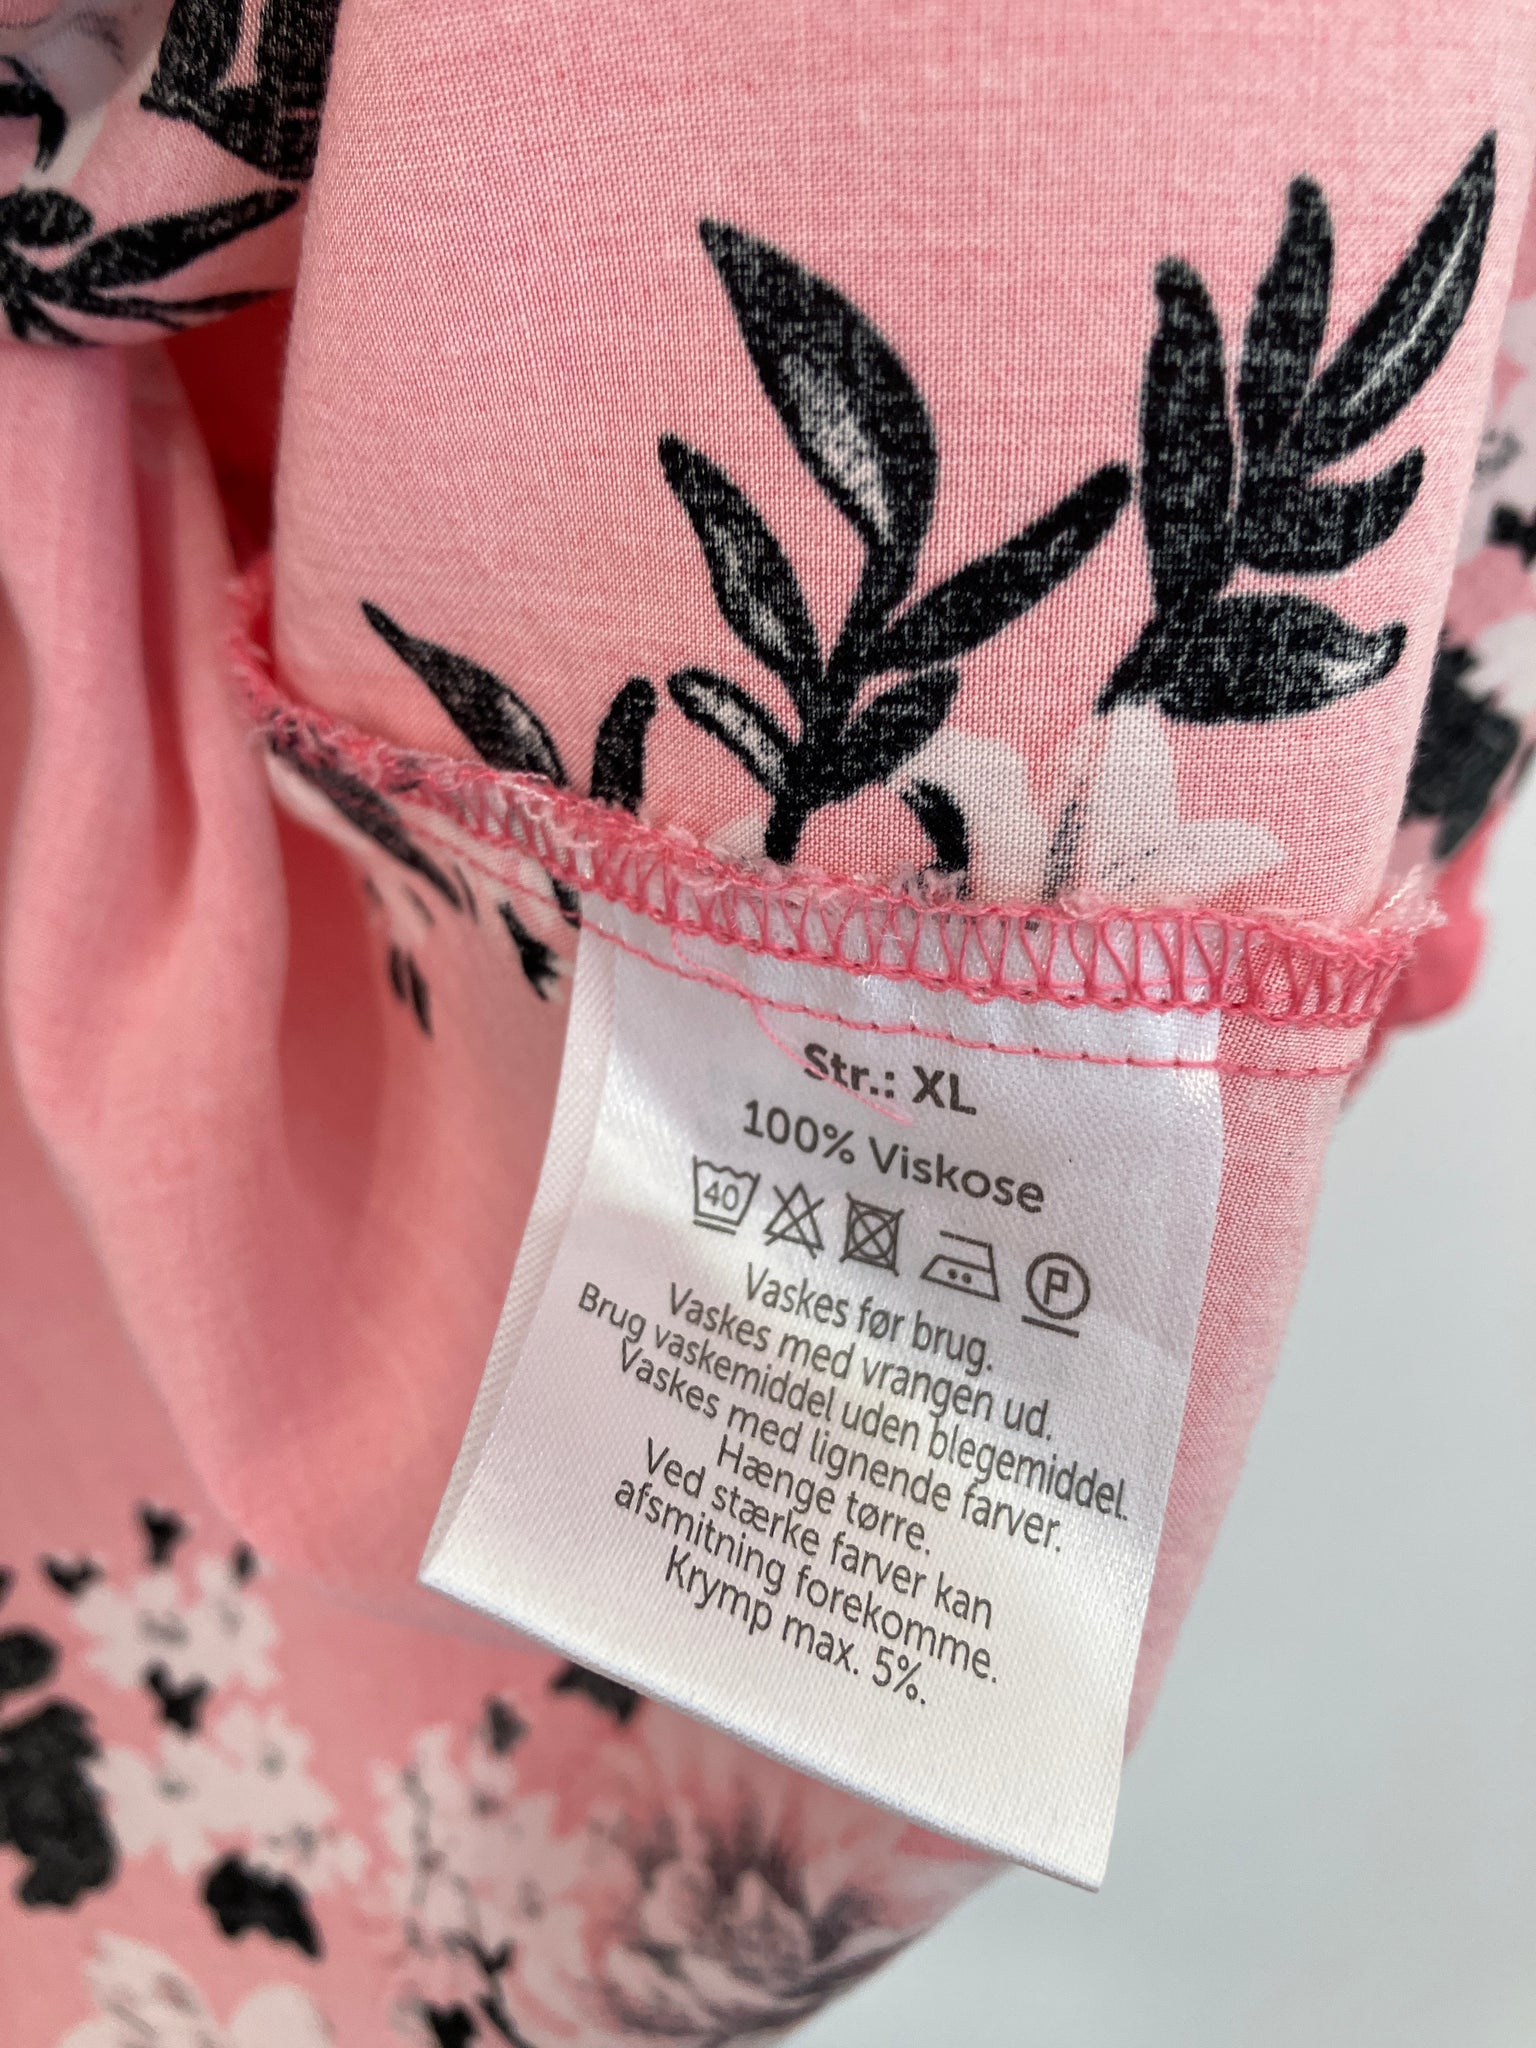 Str.: XL
100% Viskose
40 P
Vaskes før brug.
Vaskes med vrangen ud.
Brug vaskemiddel uden blegemiddel.
Vaskes med lignende farver.
Hænge tørre.
Ved stærke farver kan
afsmitning forekomme.
Krymp max. 5%.